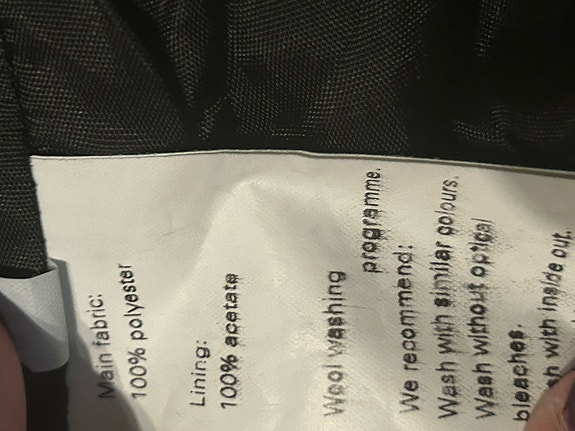 Main fabric:
100% polyester
Lining:
100% acetate
Wool washing
programme.
We recommend:
Wash with similar colours.
Wash without optical
bleaches.
with inside out.